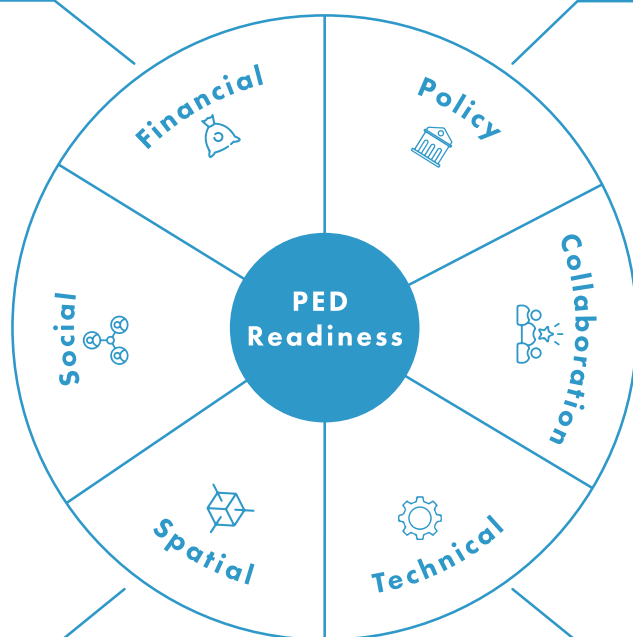 Financial
Policy
Social
PED
Readiness
Collaboration
Spatial
Technical